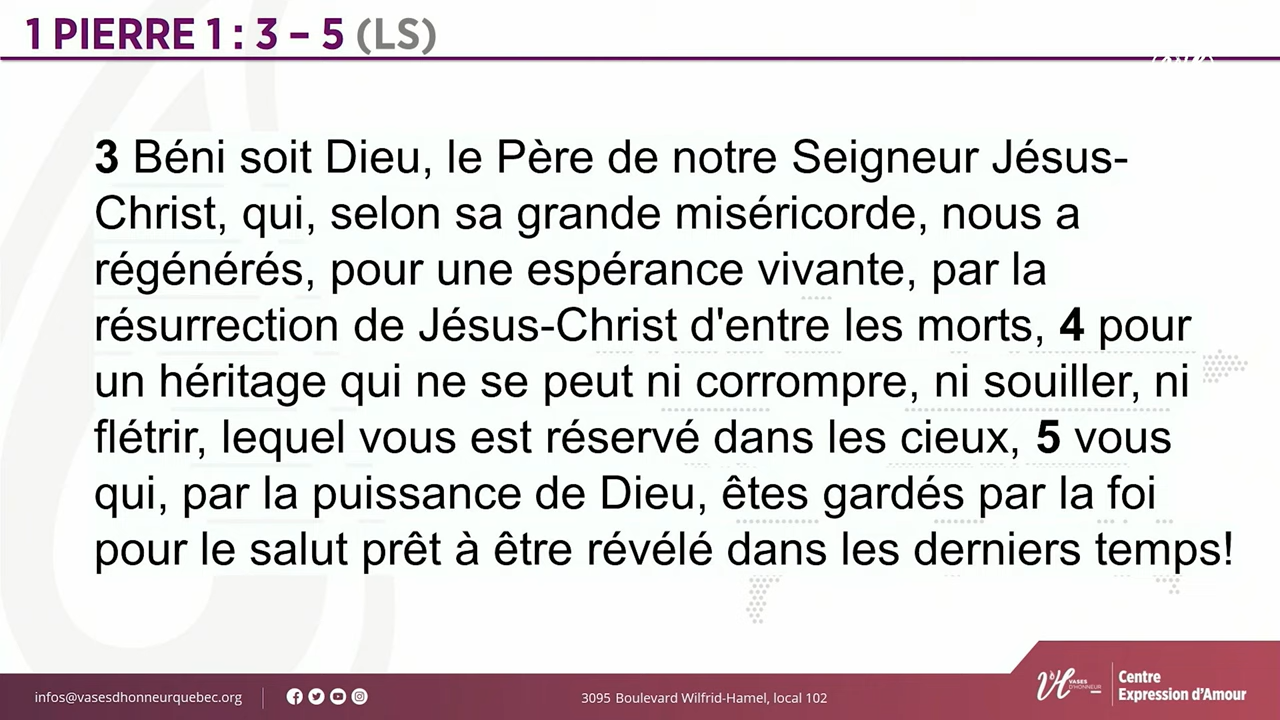 1 PIERRE 1 : 3 – 5 (LS)
3 Béni soit Dieu, le Père de notre Seigneur Jésus-
Christ, qui, selon sa grande miséricorde, nous a
régénérés, pour une espérance vivante, par la
résurrection de Jésus-Christ d'entre les morts, 4 pour
un héritage qui ne se peut ni corrompre, ni souiller, ni
flétrir, lequel vous est réservé dans les cieux, 5 vous
qui, par la puissance de Dieu, êtes gardés par la foi
pour le salut prêt à être révélé dans les derniers temps!
infos@vasesdhonneurquebec.org
3095 Boulevard Wilfrid-Hamel, local 102
VASES
D'HONNEUR
Centre
Expression d'Amour